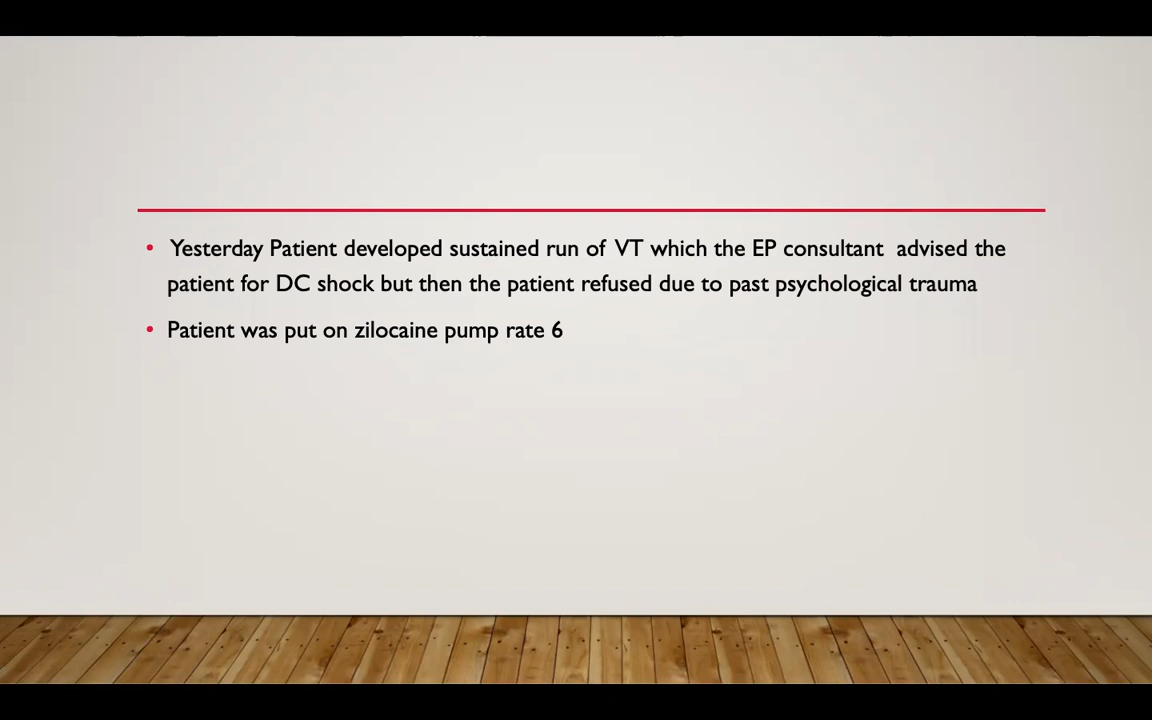 • Yesterday Patient developed sustained run of VT which the EP consultant advised the
patient for DC shock but then the patient refused due to past psychological trauma
• Patient was put on zilocaine pump rate 6